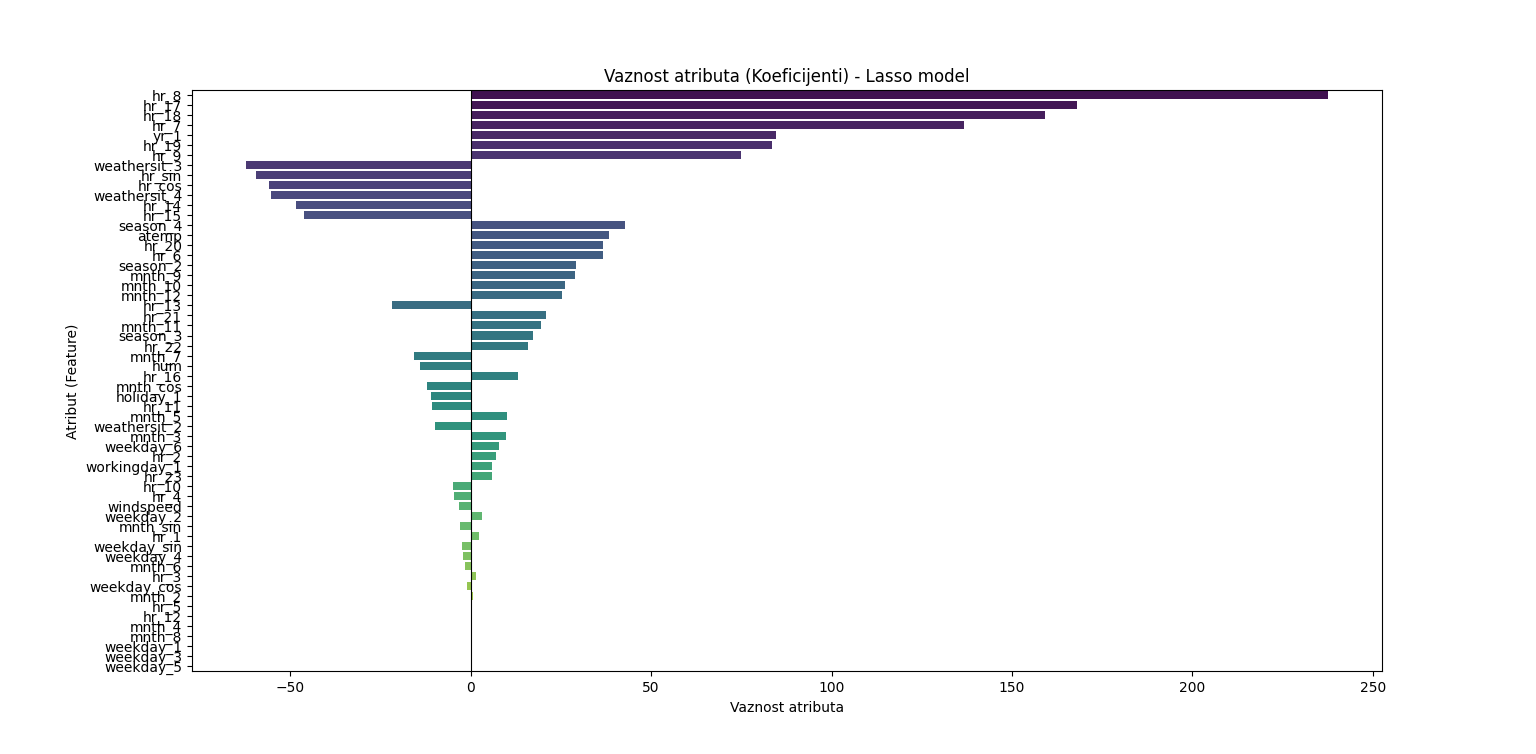 Vaznost atributa (Koeficijenti) - Lasso model
hr_8
hr_17
hr_18
hr_7
yr_1
hr_19
hr_9
weathersit_3
hr_sin
hr_cos
weathersit_4
hr_14
hr_15
season_4
atemp
hr_20
hr_6
season_2
mnth_9
mnth_10
mnth_12
hr_13
hr_21
mnth_11
season_3
hr_22
mnth_7
hum
hr_16
mnth_cos
holiday_1
hr_11
mnth_5
weathersit_2
mnth_3
weekday_6
hr_2
workingday_1
hr_23
hr_10
hr_4
windspeed
weekday_2
mnth_sin
hr_1
weekday_sin
weekday_4
mnth_6
hr_3
weekday_cos
mnth_2
hr_5
hr_12
mnth_4
mnth_8
weekday_1
weekday_3
weekday_5
Atribut (Feature)
−50 0 50 100 150 200 250
Vaznost atributa